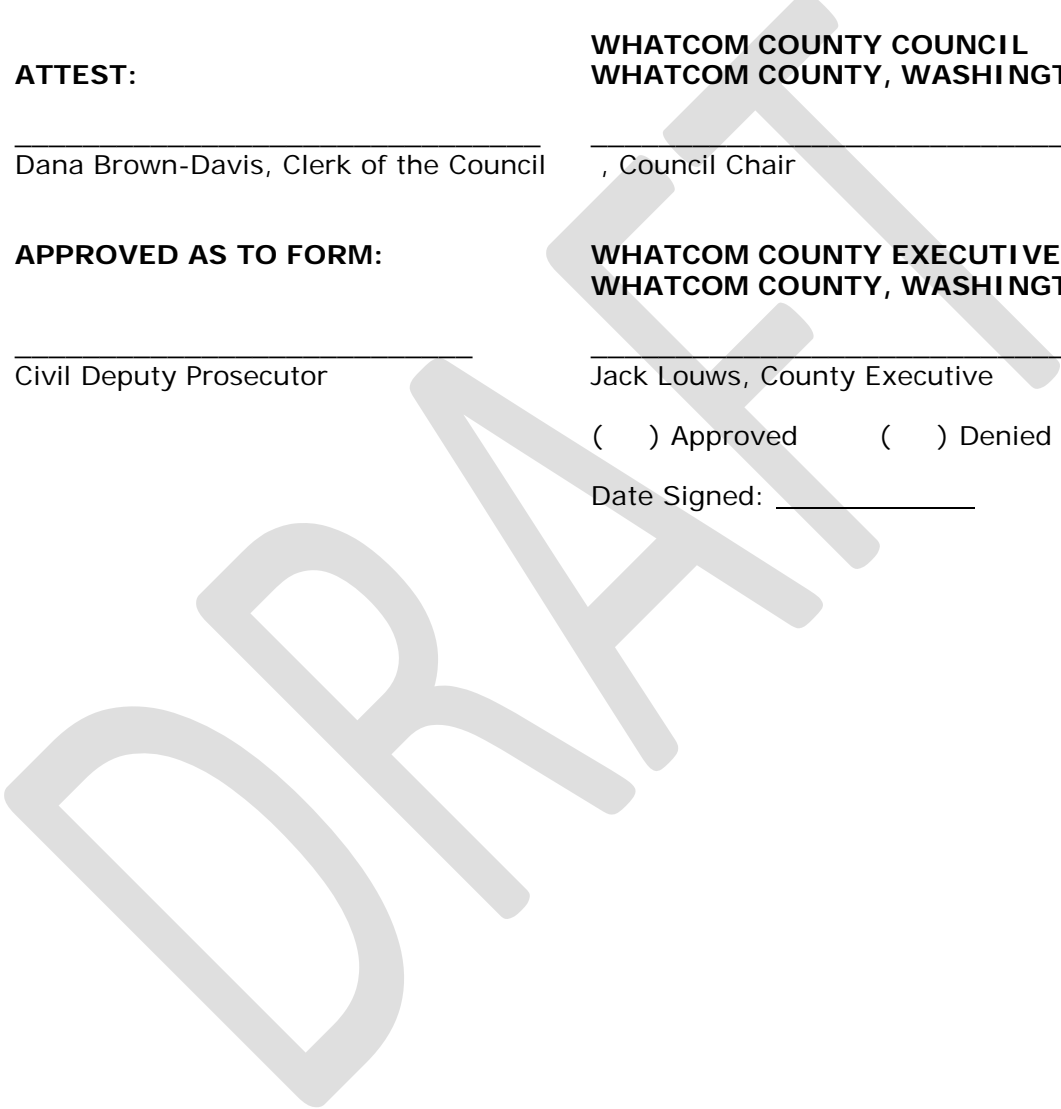 WHATCOM COUNTY COUNCIL
ATTEST: WHATCOM COUNTY, WASHINGT
Dana Brown-Davis, Clerk of the Council , Council Chair
APPROVED AS TO FORM: WHATCOM COUNTY EXECUTIVE
WHATCOM COUNTY, WASHINGT
Civil Deputy Prosecutor Jack Louws, County Executive
( ) Approved ( ) Denied
Date Signed:
DRAFT